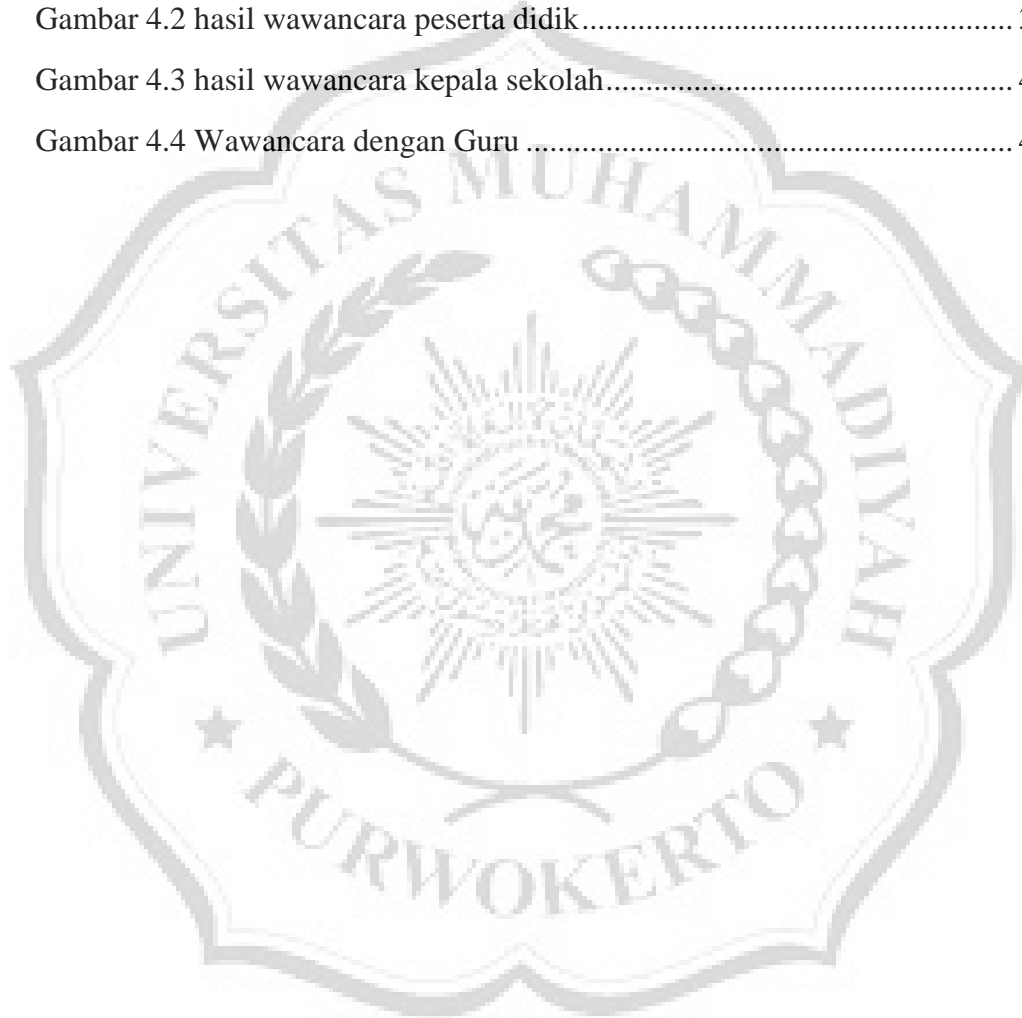 Gambar 4.2 hasil wawancara peserta didik
Gambar 4.3 hasil wawancara kepala sekolah
Gambar 4.4 Wawancara dengan Guru
UNIVERSITAS MUHAMMADIYAH
PURWOKERTO